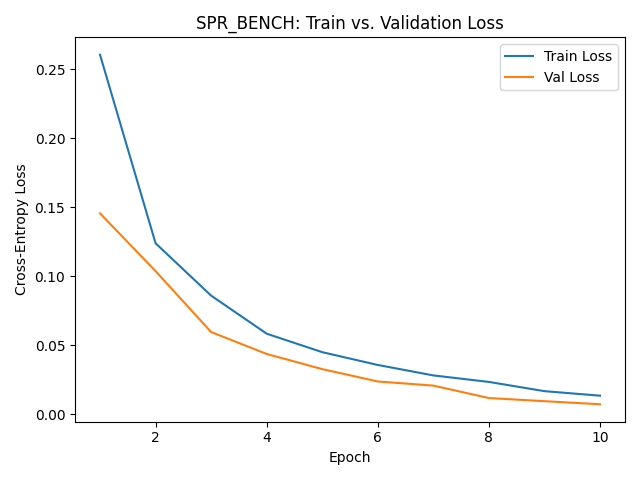 SPR_BENCH: Train vs. Validation Loss
Train Loss
Val Loss
0.25
0.20
0.15
0.10
0.05
0.00
Cross-Entropy Loss
2
4
6
8
10
Epoch